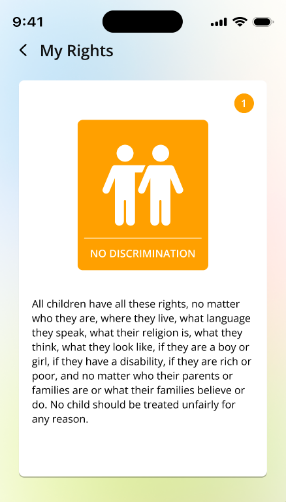 9:41
My Rights
1
NO DISCRIMINATION
All children have all these rights, no matter
who they are, where they live, what language
they speak, what their religion is, what they
think, what they look like, if they are a boy or
girl, if they have a disability, if they are rich or
poor, and no matter who their parents or
families are or what their families believe or
do. No child should be treated unfairly for
any reason.